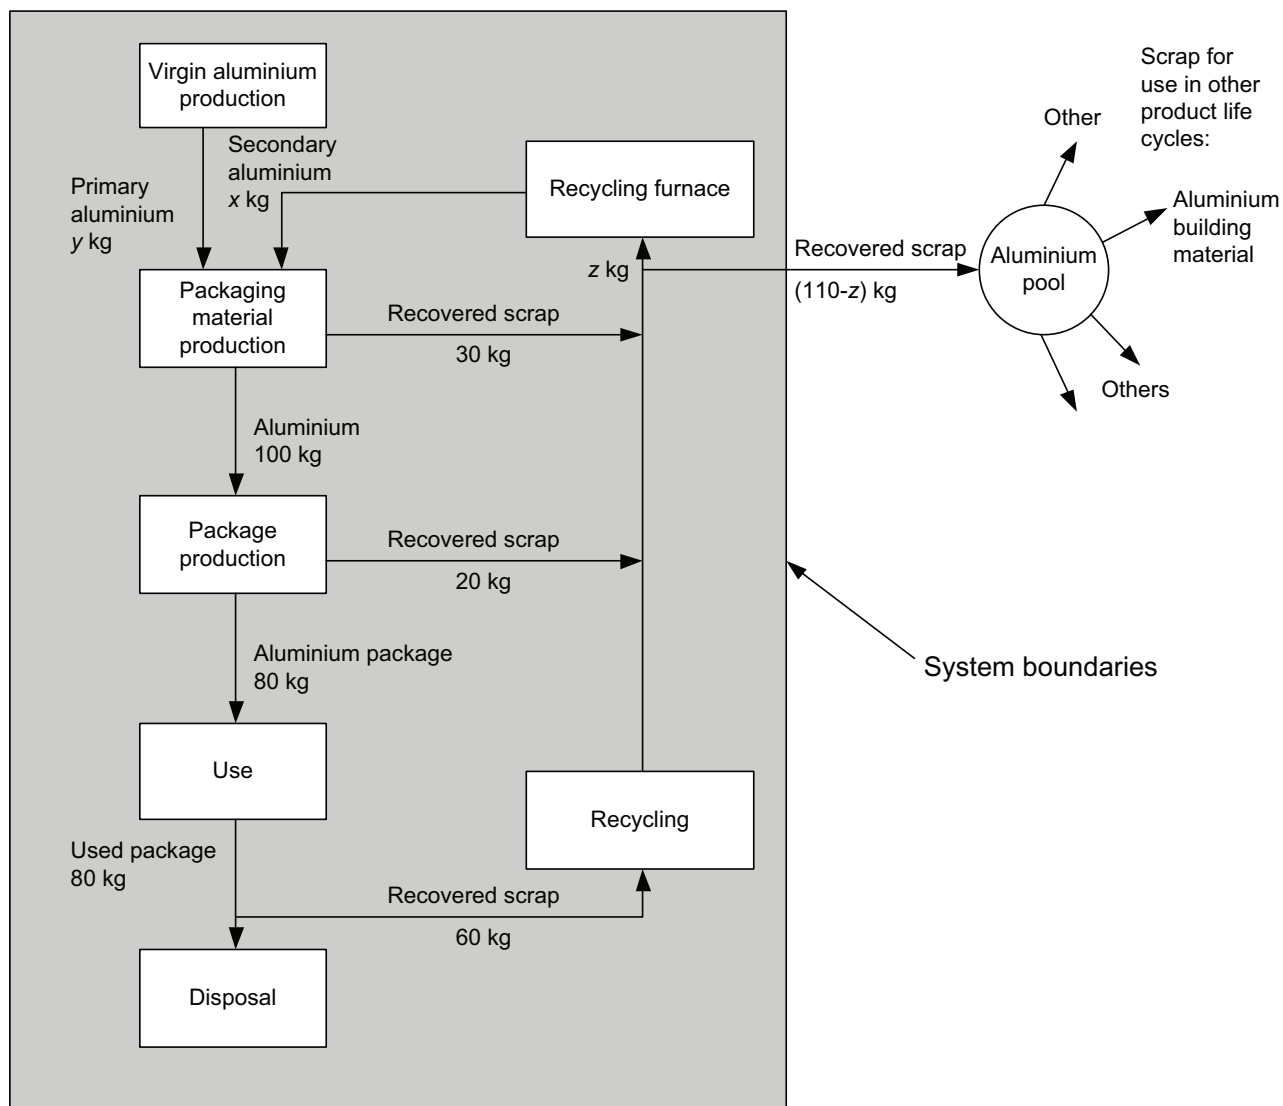 Virgin aluminium
production
Secondary
aluminium
x kg
Primary
aluminium
y kg
Recycling furnace
z kg
Packaging
material
production
Recovered scrap
30 kg
Aluminium
100 kg
Package
production
Recovered scrap
20 kg
Aluminium package
80 kg
Use
Recycling
Used package
80 kg
Recovered scrap
60 kg
Disposal
Recovered scrap
(110-z) kg
Aluminium
pool
Scrap for
use in other
product life
cycles:
Other
Aluminium
building
material
Others
System boundaries